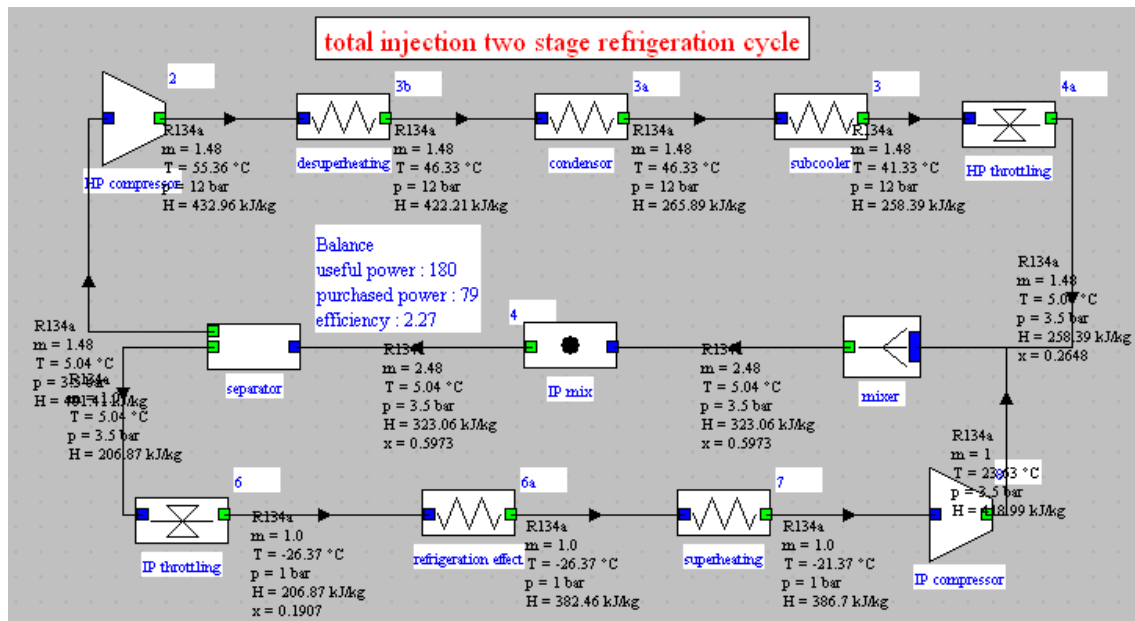 total injection two stage refrigeration cycle
2
3b
3a
3
4a
HP compressor
desuperheating
condensor
subcooler
HP throttling
R134a
m = 1.48
T = 55.36 °C
p = 12 bar
H = 432.96 kJ/kg
R134a
m = 1.48
T = 46.33 °C
p = 12 bar
H = 422.21 kJ/kg
R134a
m = 1.48
T = 46.33 °C
p = 12 bar
H = 265.89 kJ/kg
R134a
m = 1.48
T = 41.33 °C
p = 12 bar
H = 258.39 kJ/kg
Balance
useful power : 180
purchased power : 79
efficiency : 2.27
R134a
m = 1.48
T = 5.04 °C
p = 3.5 bar
H = 258.39 kJ/kg
x = 0.2648
4
separator
IP mix
mixer
R134a
m = 1.48
T = 5.04 °C
p = 3.5 bar
R134a
T = 5.04 °C
p = 3.5 bar
H = 206.87 kJ/kg
R134a
m = 2.48
T = 5.04 °C
p = 3.5 bar
H = 323.06 kJ/kg
x = 0.5973
R134a
m = 2.48
T = 5.04 °C
p = 3.5 bar
H = 323.06 kJ/kg
x = 0.5973
R134a
m = 1
p = 3.5 bar
6
6a
7
IP throttling
refrigeration effect
superheating
IP compressor
R134a
m = 1.0
T = -26.37 °C
p = 1 bar
H = 206.87 kJ/kg
x = 0.1907
R134a
m = 1.0
T = -26.37 °C
p = 1 bar
H = 382.46 kJ/kg
R134a
m = 1.0
T = -21.37 °C
p = 1 bar
H = 386.7 kJ/kg